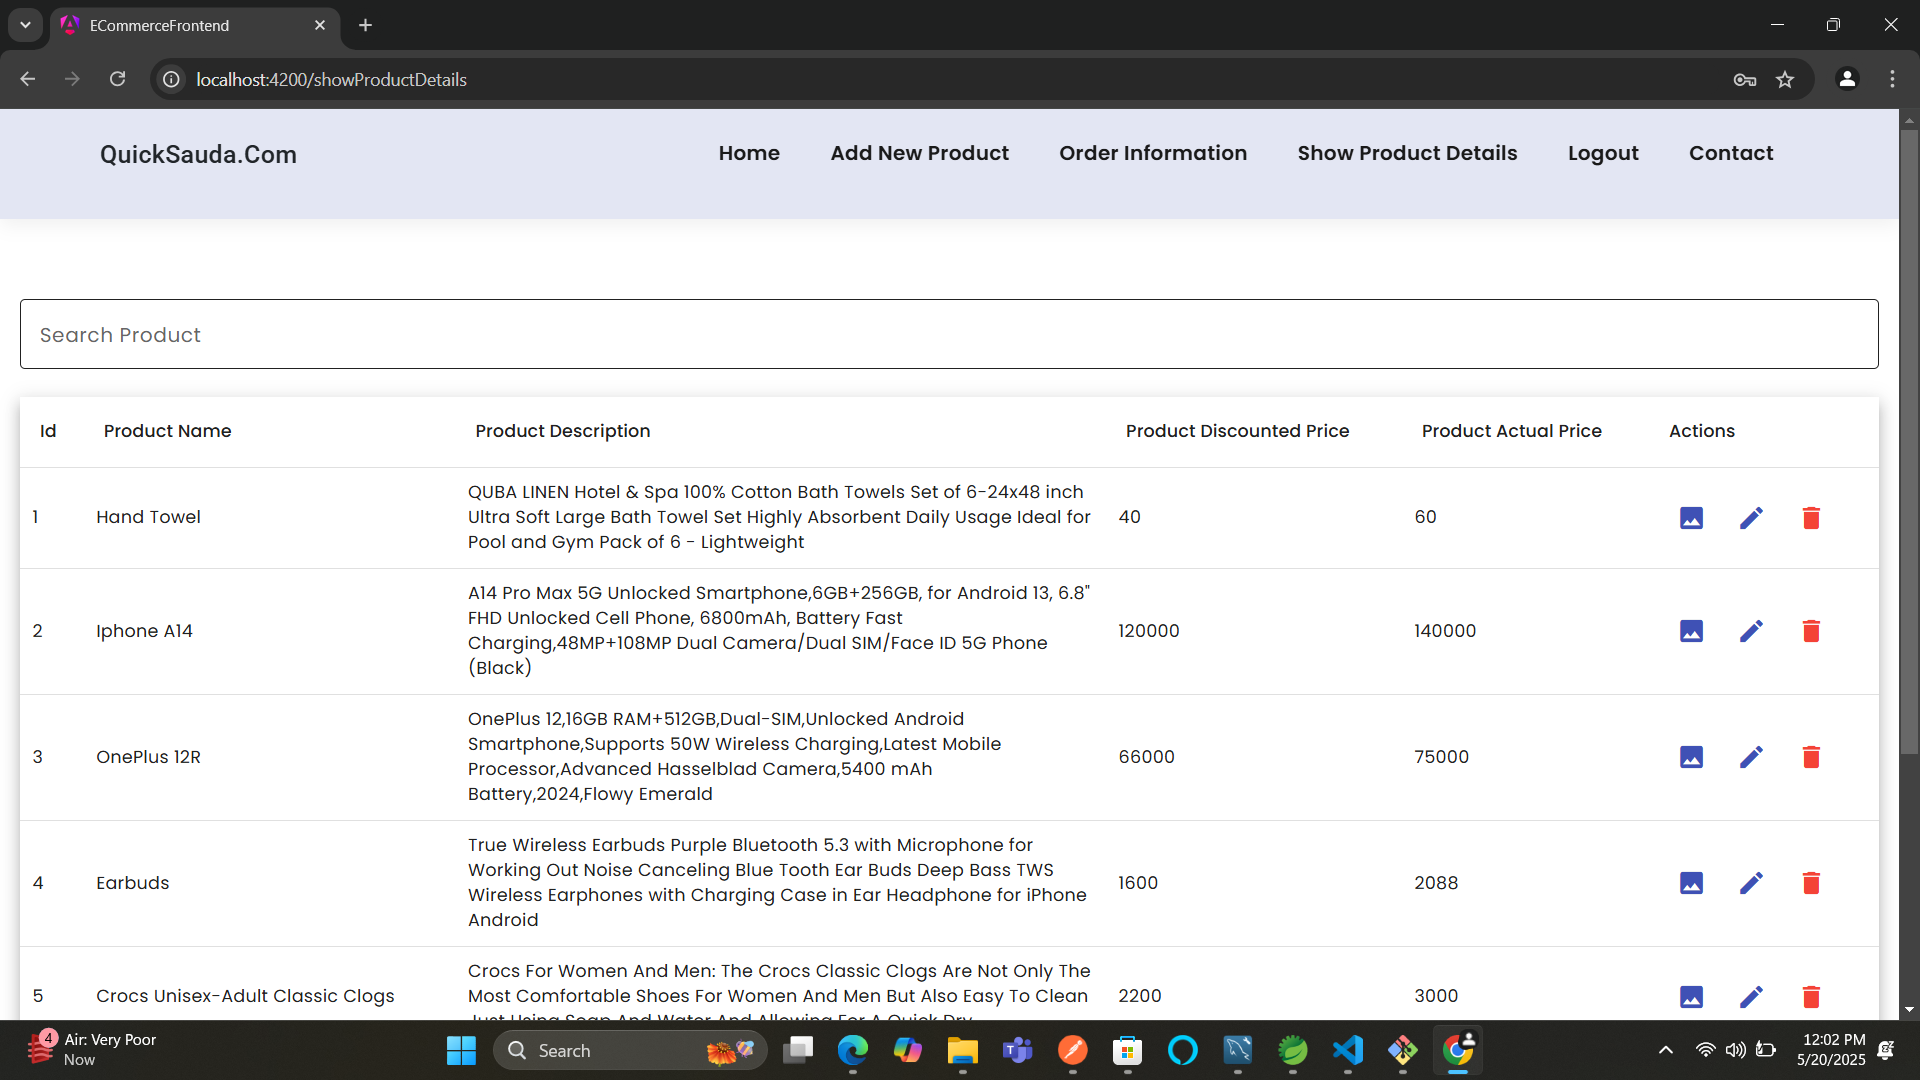 ECommerceFrontend
localhost:4200/showProductDetails
QuickSauda.Com
Home Add New Product Order Information Show Product Details Logout Contact
Search Product
Id Product Name Product Description Product Discounted Price Product Actual Price Actions
QUBA LINEN Hotel & Spa 100% Cotton Bath Towels Set of 6-24x48 inch
1 Hand Towel Ultra Soft Large Bath Towel Set Highly Absorbent Daily Usage Ideal for 40 60
Pool and Gym Pack of 6 - Lightweight
A14 Pro Max 5G Unlocked Smartphone,6GB+256GB, for Android 13, 6.8"
FHD Unlocked Cell Phone, 6800mAh, Battery Fast
2 Iphone A14 120000 140000
Charging,48MP+108MP Dual Camera/Dual SIM/Face ID 5G Phone
(Black)
OnePlus 12,16GB RAM+512GB,Dual-SIM,Unlocked Android
Smartphone,Supports 50W Wireless Charging,Latest Mobile
3 OnePlus 12R 66000 75000
Processor,Advanced Hasselblad Camera,5400 mAh
Battery,2024,Flowy Emerald
True Wireless Earbuds Purple Bluetooth 5.3 with Microphone for
Working Out Noise Canceling Blue Tooth Ear Buds Deep Bass TWS
4 Earbuds 1600 2088
Wireless Earphones with Charging Case in Ear Headphone for iPhone
Android
Crocs For Women And Men: The Crocs Classic Clogs Are Not Only The
5 Crocs Unisex-Adult Classic Clogs Most Comfortable Shoes For Women And Men But Also Easy To Clean 2200 3000
Just Using Soap And Water And Allowing For A Quick Dry
4 Air: Very Poor
Now
Search
12:02 PM
5/20/2025